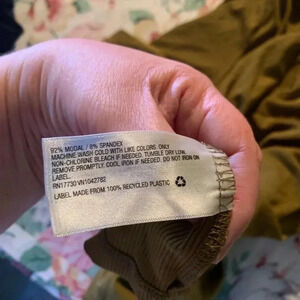 92% MODAL / 8% SPANDEX
MACHINE WASH COLD WITH LIKE COLORS. ONLY
NON-CHLORINE BLEACH IF NEEDED. TUMBLE DRY LOW.
REMOVE PROMPTLY. COOL IRON IF NEEDED. DO NOT IRON ON
LABEL.
RN17730 VN1042782
LABEL MADE FROM 100% RECYCLED PLASTIC